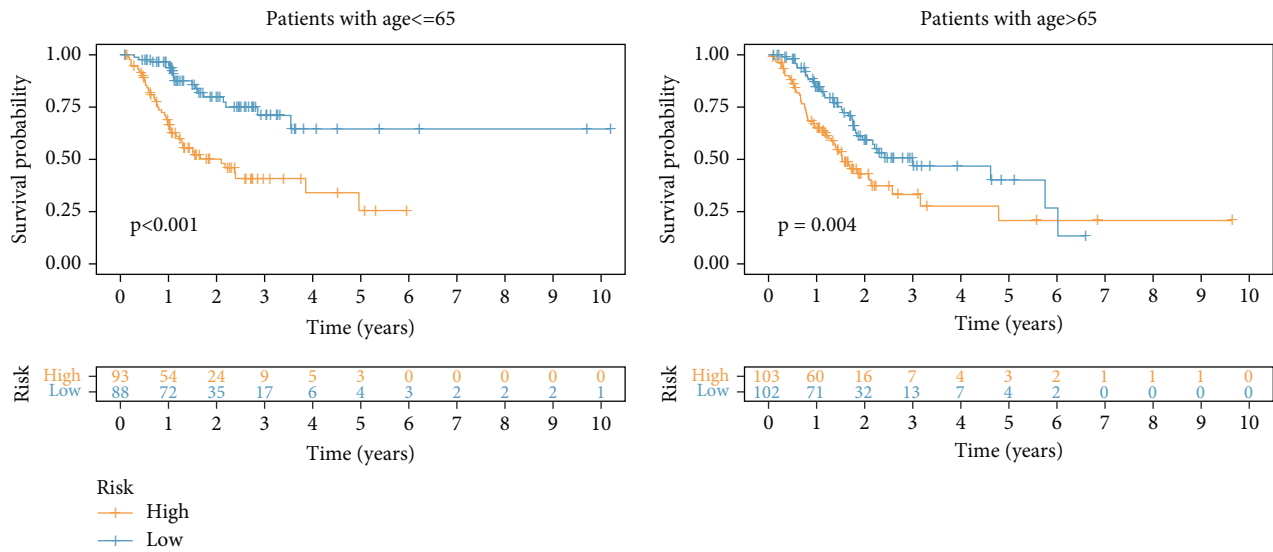 Patients with age<=65
Survival probability
1.00
0.75
0.50
0.25
0.00
p<0.001
0 1 2 3 4 5 6 7 8 9 10
Time (years)
Risk
High 93 54 24 9 5 3 0 0 0 0 0
Low 88 72 35 17 6 4 3 2 2 2 1
0 1 2 3 4 5 6 7 8 9 10
Time (years)
Patients with age>65
Survival probability
1.00
0.75
0.50
0.25
0.00
p = 0.004
0 1 2 3 4 5 6 7 8 9 10
Time (years)
Risk
High 103 60 16 7 4 3 2 1 1 1 0
Low 102 71 32 13 7 4 2 0 0 0 0
0 1 2 3 4 5 6 7 8 9 10
Time (years)
Risk
High
Low